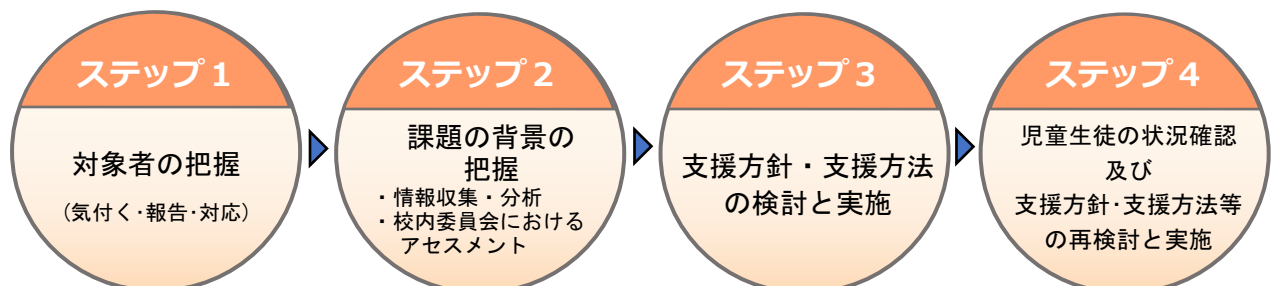 ステップ1
対象者の把握
(気付く・報告・対応)
ステップ2
課題の背景の
把握
・情報収集・分析
・校内委員会における
アセスメント
ステップ3
支援方針・支援方法
の検討と実施
ステップ4
児童生徒の状況確認
及び
支援方針・支援方法等
の再検討と実施